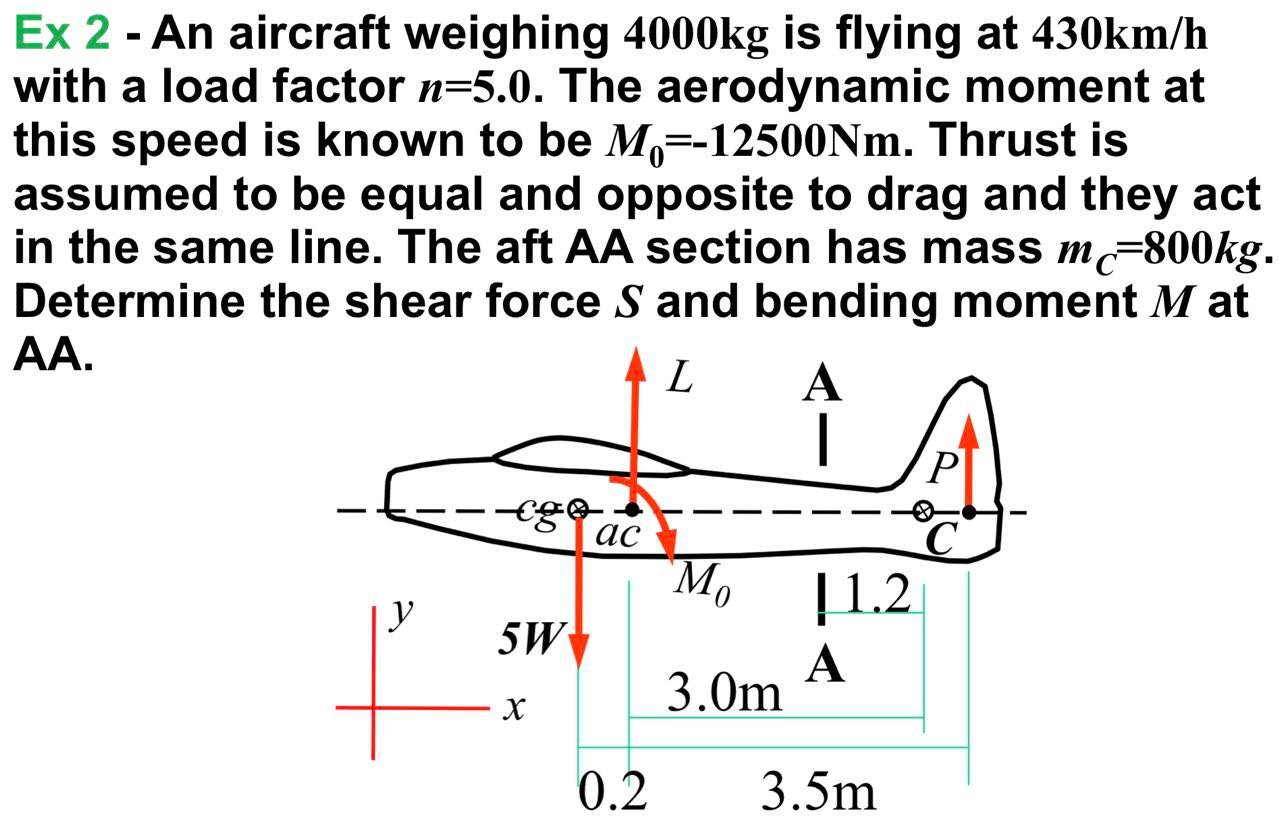 Ex 2 - An aircraft weighing 4000kg is flying at 430km/h
with a load factor n=5.0. The aerodynamic moment at
this speed is known to be M₀=-12500Nm. Thrust is
assumed to be equal and opposite to drag and they act
in the same line. The aft AA section has mass m_C=800kg.
Determine the shear force S and bending moment M at
AA.
L
A
P
cg
ac
C
M₀
1.2
y
5W
A
3.0m
x
0.2
3.5m